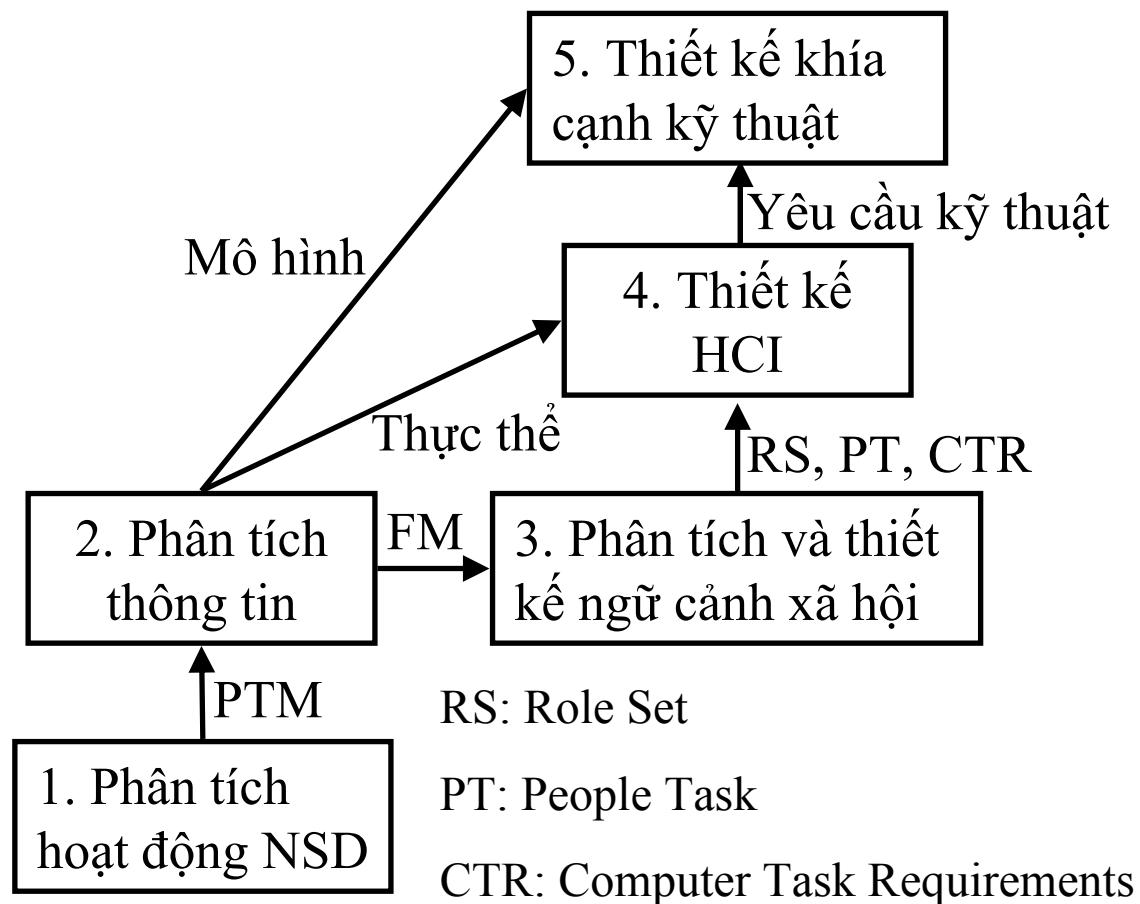 5. Thiết kế khía
cạnh kỹ thuật
Yêu cầu kỹ thuật
Mô hình
4. Thiết kế
HCI
Thực thể
RS, PT, CTR
2. Phân tích
thông tin
FM
3. Phân tích và thiết
kế ngữ cảnh xã hội
PTM
RS: Role Set
1. Phân tích
hoạt động NSD
PT: People Task
CTR: Computer Task Requirements